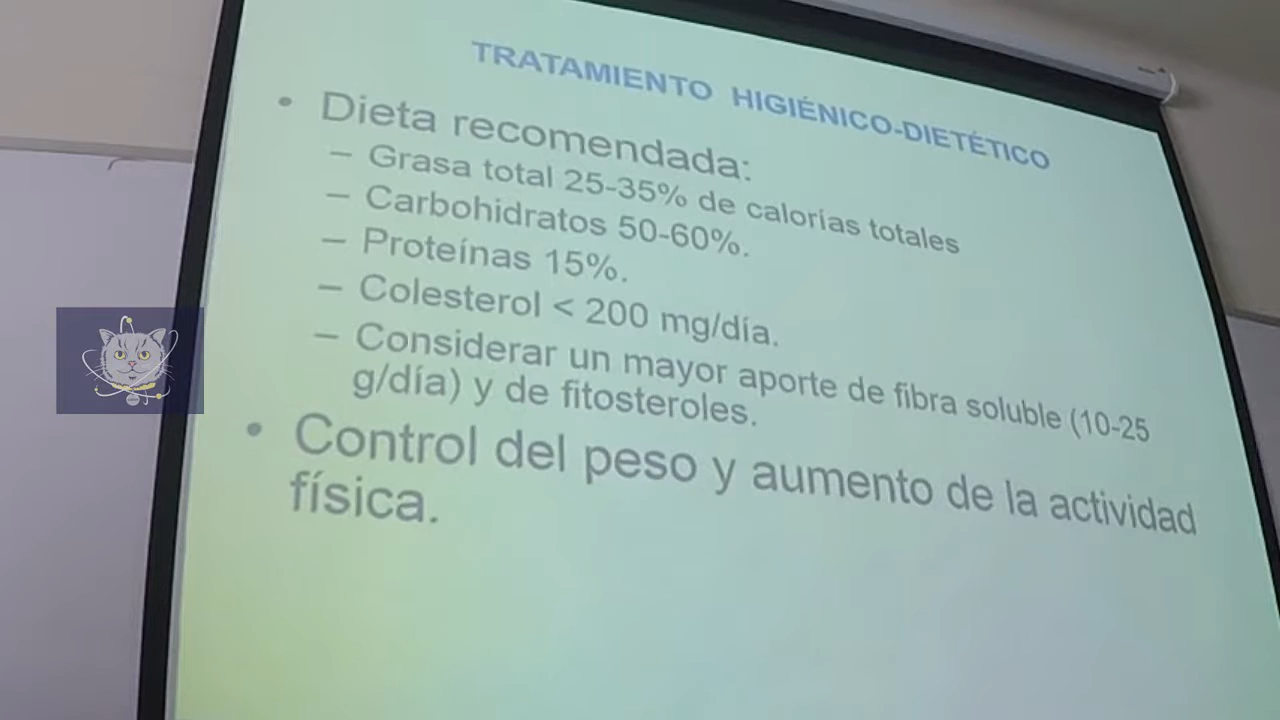 TRATAMIENTO HIGIÉNICO-DIETÉTICO
• Dieta recomendada:
– Grasa total 25-35% de calorías totales
– Carbohidratos 50-60%.
– Proteínas 15%.
– Colesterol < 200 mg/día.
– Considerar un mayor aporte de fibra soluble (10-25
g/día) y de fitosteroles.
• Control del peso y aumento de la actividad
física.